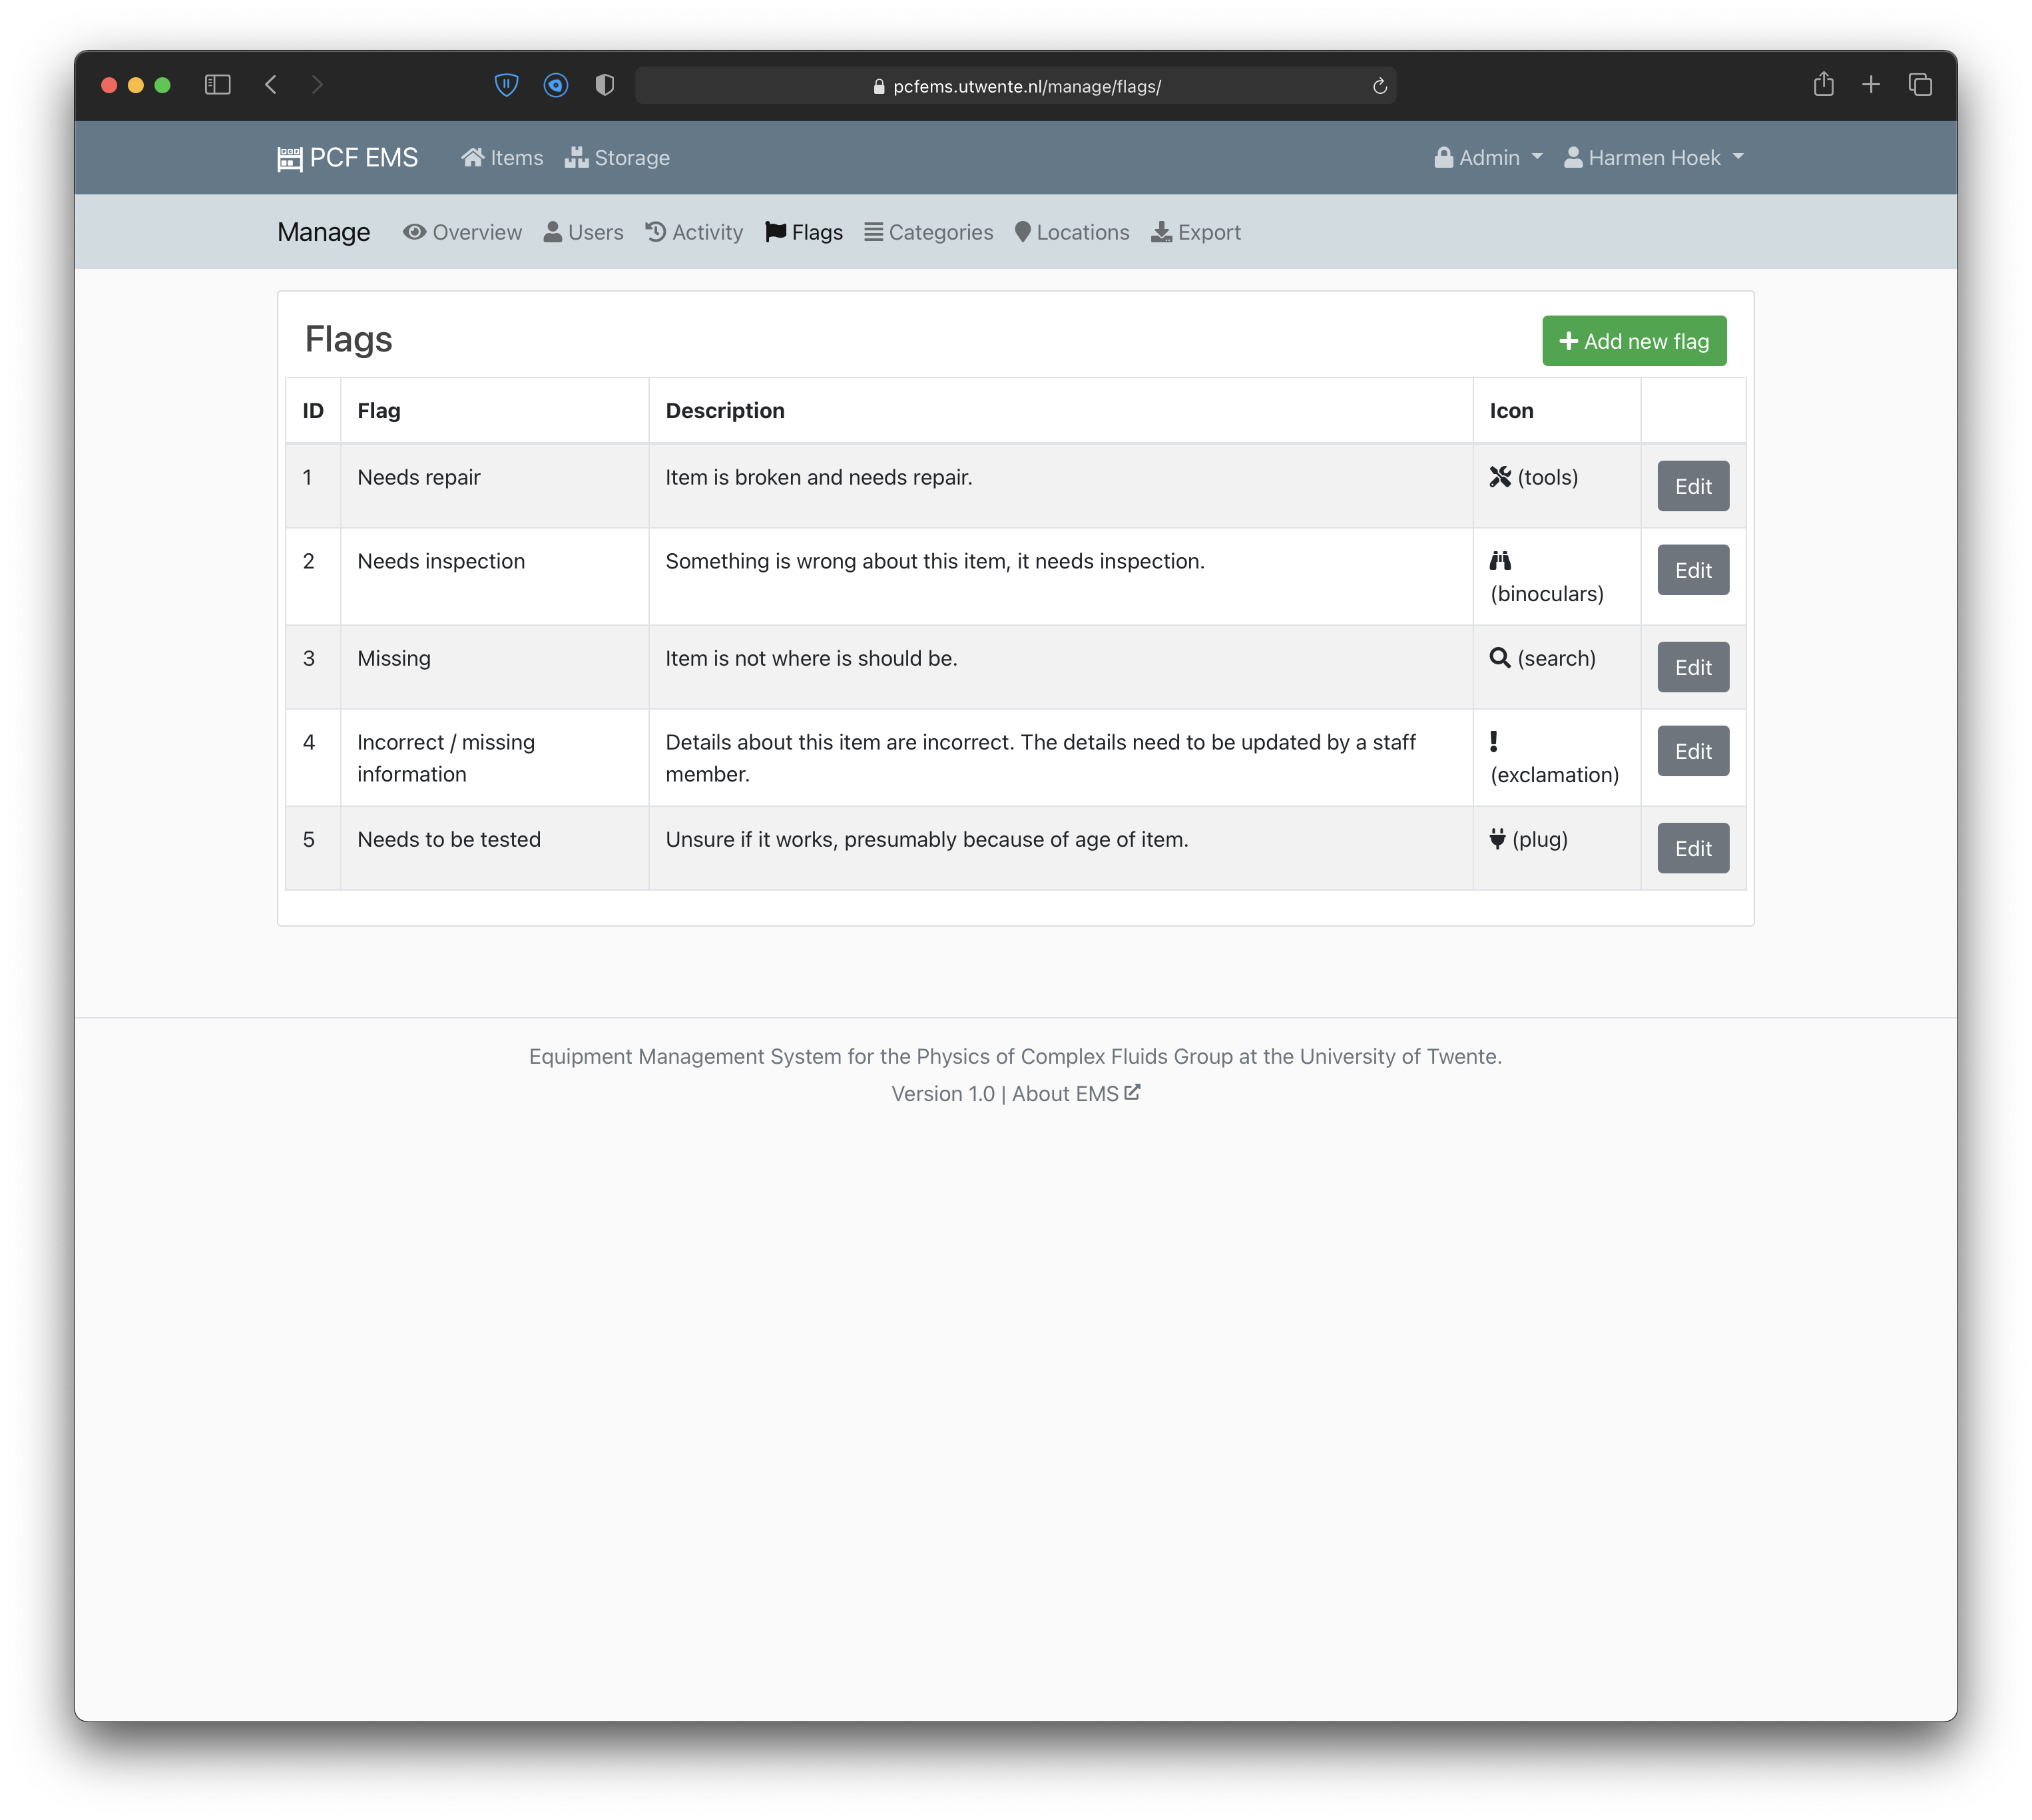 pcfems.utwente.nl/manage/flags/
PCF EMS Items Storage Admin Harmen Hoek
Manage Overview Users Activity Flags Categories Locations Export
Flags
Add new flag
ID Flag Description Icon
1 Needs repair Item is broken and needs repair. (tools) Edit
2 Needs inspection Something is wrong about this item, it needs inspection. (binoculars) Edit
3 Missing Item is not where is should be. (search) Edit
4 Incorrect / missing information Details about this item are incorrect. The details need to be updated by a staff member. (exclamation) Edit
5 Needs to be tested Unsure if it works, presumably because of age of item. (plug) Edit
Equipment Management System for the Physics of Complex Fluids Group at the University of Twente.
Version 1.0 | About EMS